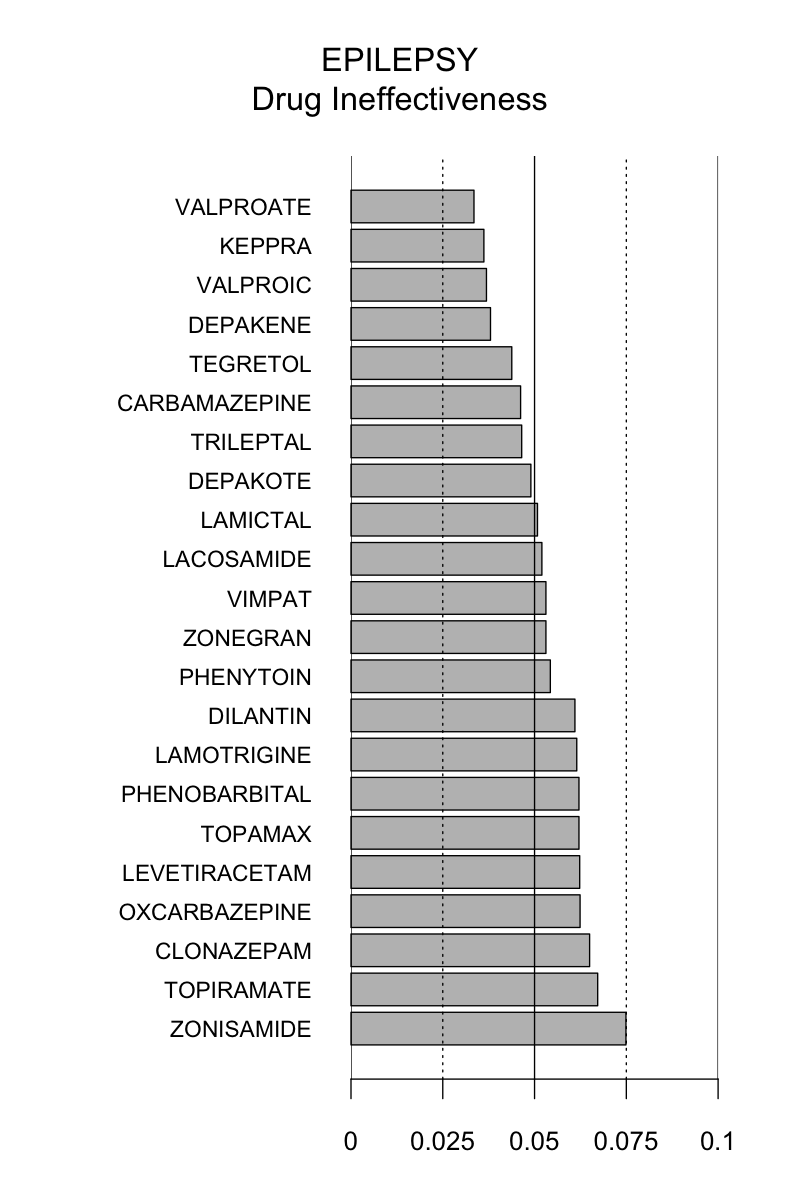 EPILEPSY
Drug Ineffectiveness
VALPROATE
KEPPRA
VALPROIC
DEPAKENE
TEGRETOL
CARBAMAZEPINE
TRILEPTAL
DEPAKOTE
LAMICTAL
LACOSAMIDE
VIMPAT
ZONEGRAN
PHENYTOIN
DILANTIN
LAMOTRIGINE
PHENOBARBITAL
TOPAMAX
LEVETIRACETAM
OXCARBAZEPINE
CLONAZEPAM
TOPIRAMATE
ZONISAMIDE
0 0.025 0.05 0.075 0.1